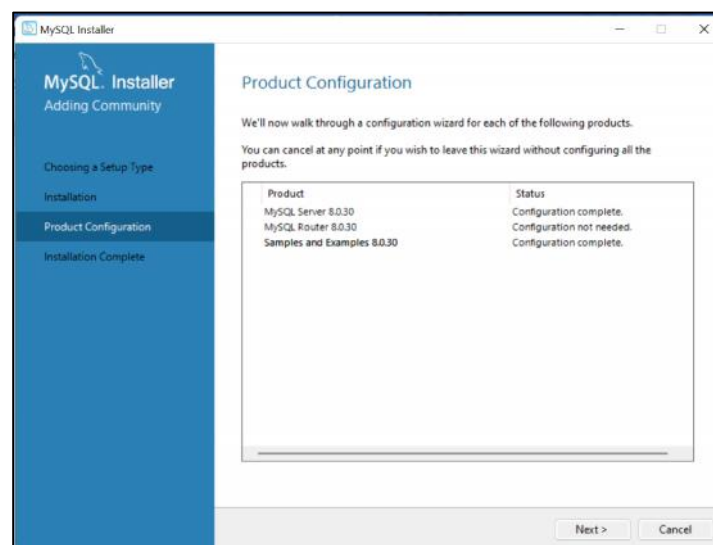 MySQL Installer
MySQL. Installer
Adding Community
Choosing a Setup Type
Installation
Product Configuration
Installation Complete
Product Configuration
We'll now walk through a configuration wizard for each of the following products.
You can cancel at any point if you wish to leave this wizard without configuring all the
products.
Product Status
MySQL Server 8.0.30 Configuration complete.
MySQL Router 8.0.30 Configuration not needed.
Samples and Examples 8.0.30 Configuration complete.
Next > Cancel